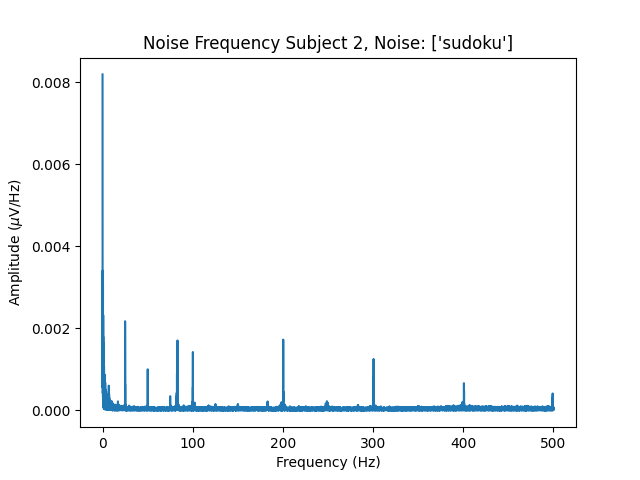 Noise Frequency Subject 2, Noise: ['sudoku']
Amplitude (μV/Hz)
0.008
0.006
0.004
0.002
0.000
0 100 200 300 400 500
Frequency (Hz)